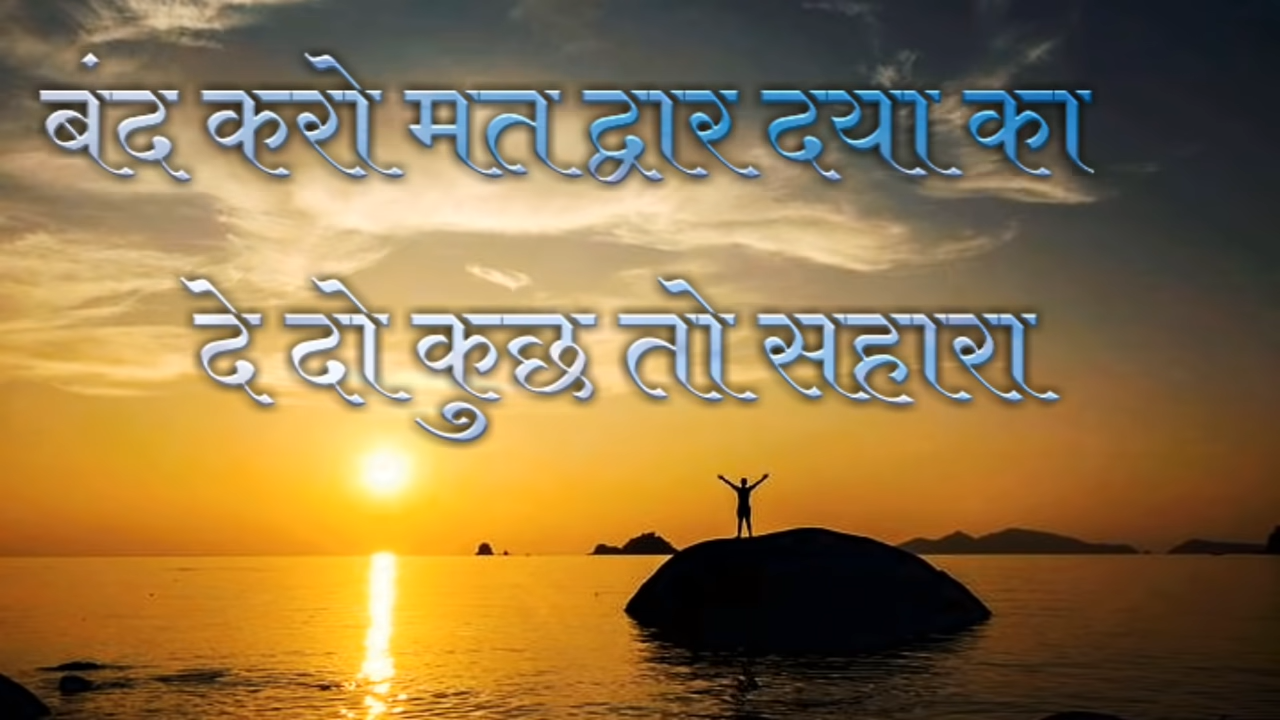 बंद करो मत द्वार दया का
दे दो कुछ तो सहारा